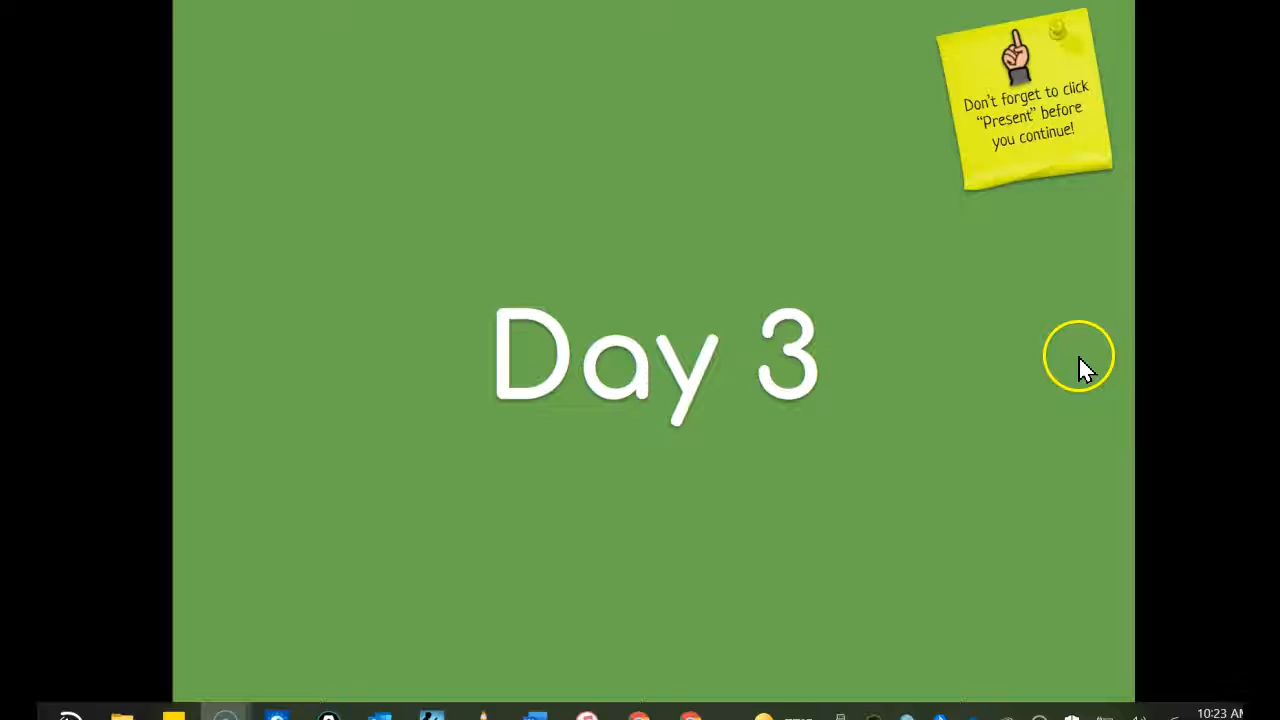 Don't forget to click
“Present” before
you continue!
Day 3
10:23 AM